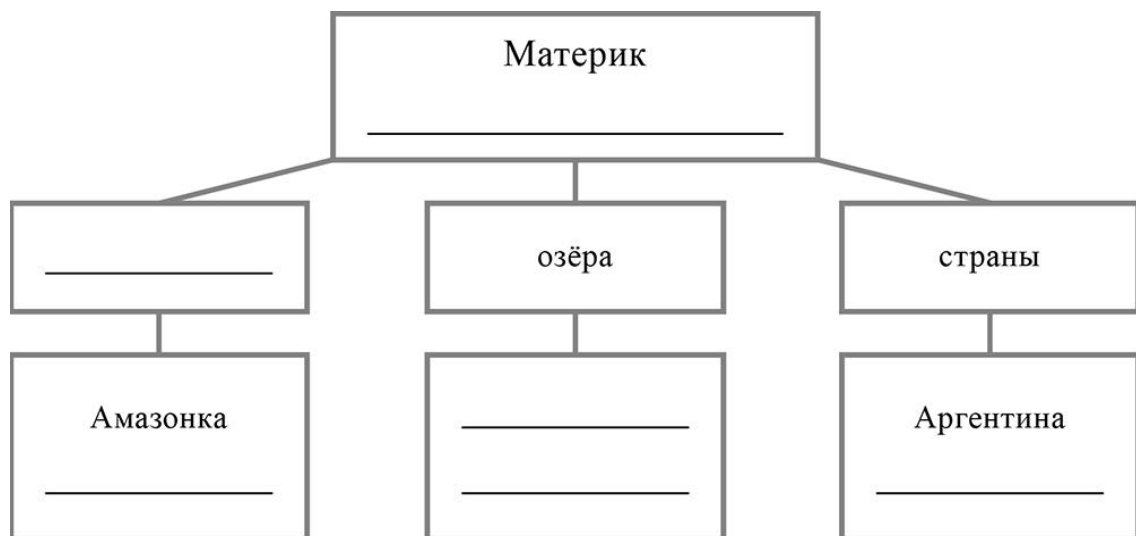 Материк
озёра
страны
Амазонка
Аргентина